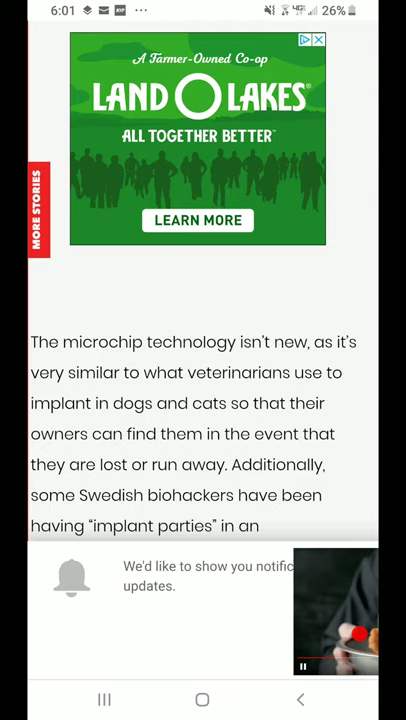 6:01
26%
A Farmer-Owned Co-op
LAND O LAKES®
ALL TOGETHER BETTER™
LEARN MORE
MORE STORIES
The microchip technology isn't new, as it's
very similar to what veterinarians use to
implant in dogs and cats so that their
owners can find them in the event that
they are lost or run away. Additionally,
some Swedish biohackers have been
having “implant parties” in an
We'd like to show you notific
updates.